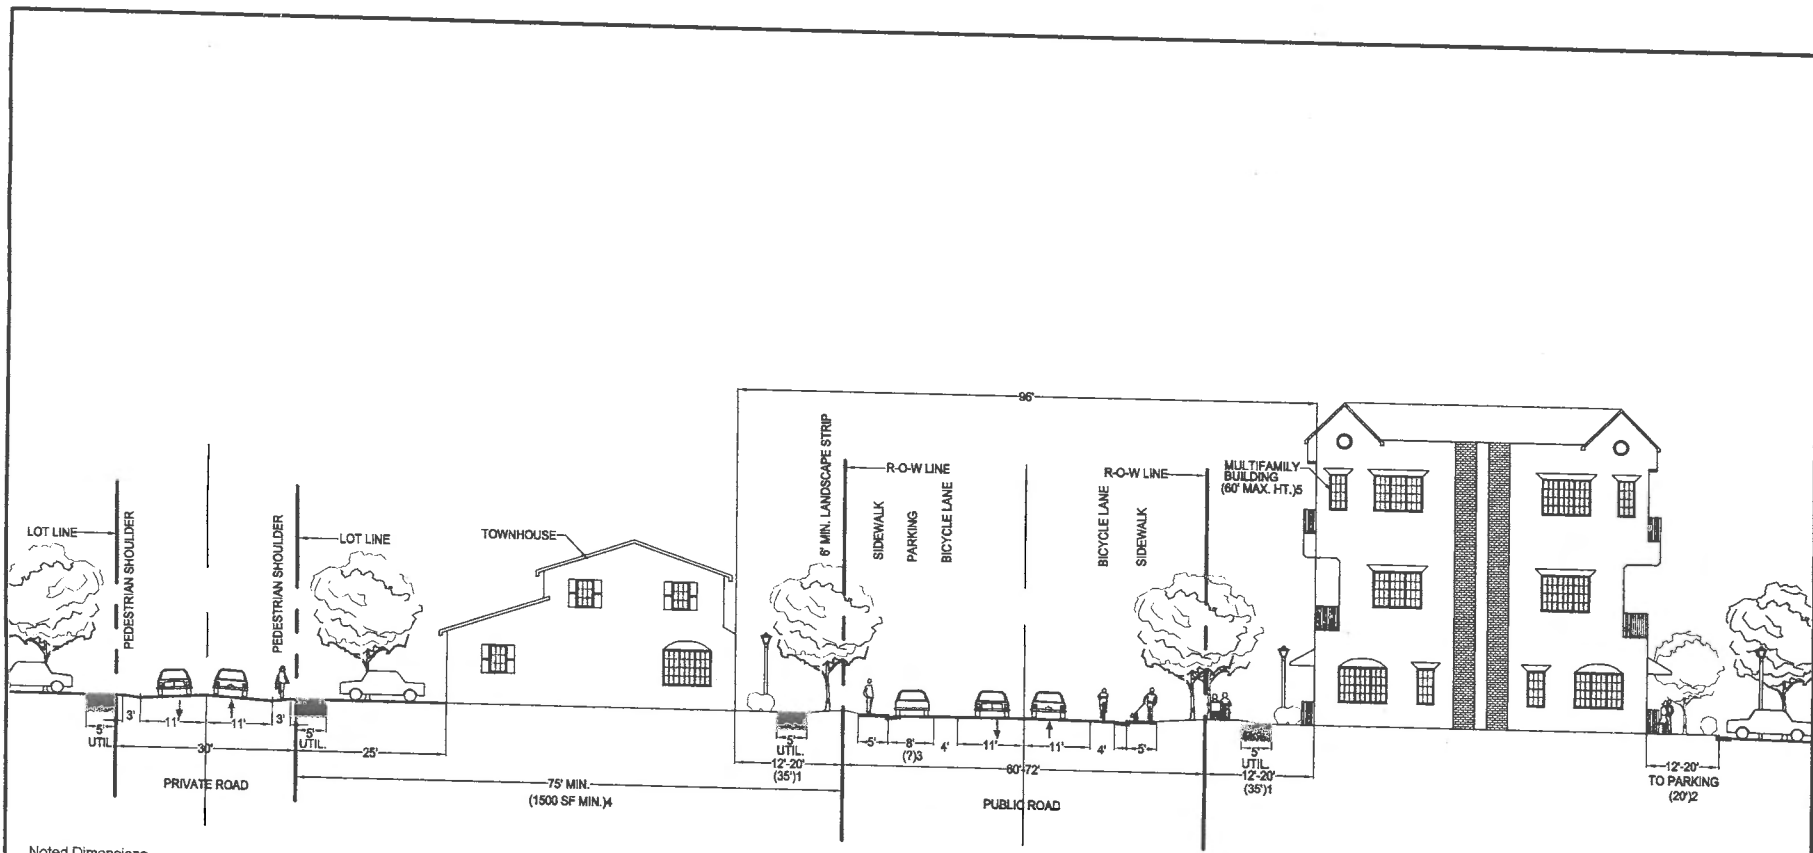 96'
6' MIN. LANDSCAPE STRIP
R-O-W LINE
SIDEWALK
PARKING
BICYCLE LANE
R-O-W LINE
BICYCLE LANE
SIDEWALK
MULTIFAMILY
BUILDING
(60' MAX. HT.)5
LOT LINE
PEDESTRIAN SHOULDER
PEDESTRIAN SHOULDER
LOT LINE
TOWNHOUSE
5'
UTIL
3'
11'
11'
3'
5'
UTIL.
30'
25'
PRIVATE ROAD
75' MIN.
(1500 SF MIN.)4
5'
UTIL.
12'-20'
(35')1
5'
8'
(?)3
4'
11'
11'
4'
5'
60'-72'
PUBLIC ROAD
5'
UTIL.
12'-20'
(35')1
12'-20'
TO PARKING
(20')2
Noted Dimensions